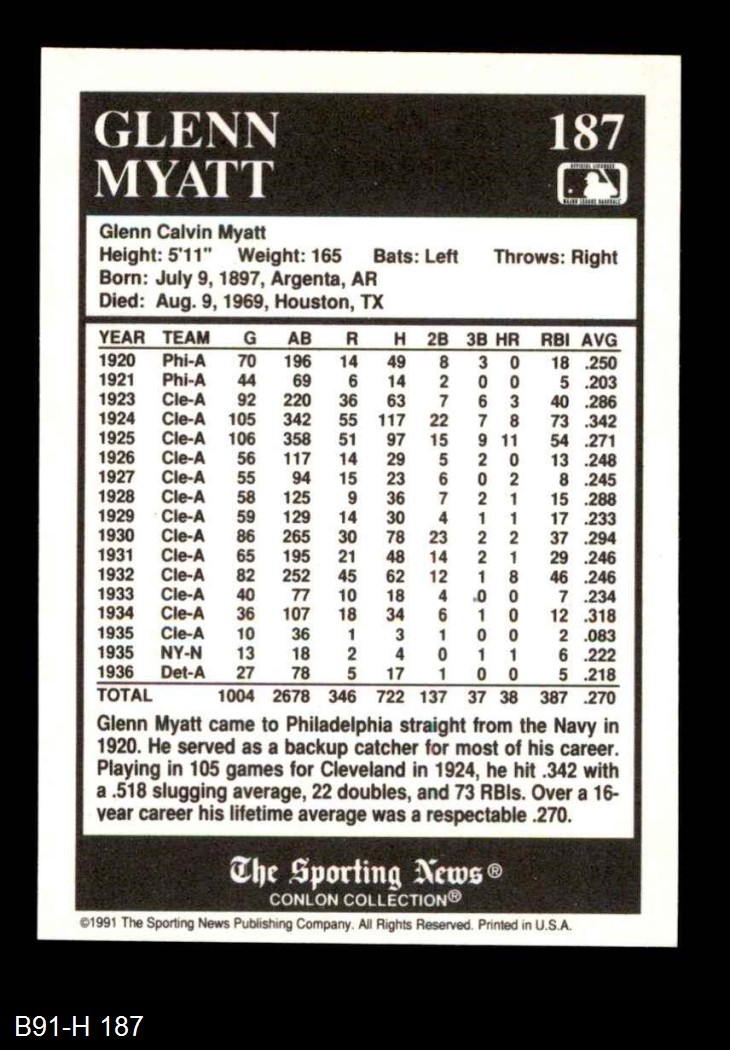 GLENN
MYATT
187
OFFICIAL LICENSEE
MAJOR LEAGUE BASEBALL
Glenn Calvin Myatt
Height: 5'11" Weight: 165 Bats: Left Throws: Right
Born: July 9, 1897, Argenta, AR
Died: Aug. 9, 1969, Houston, TX
YEAR TEAM G AB R H 2B 3B HR RBI AVG
1920 Phi-A 70 196 14 49 8 3 0 18 .250
1921 Phi-A 44 69 6 14 2 0 0 5 .203
1923 Cle-A 92 220 36 63 7 6 3 40 .286
1924 Cle-A 105 342 55 117 22 7 8 73 .342
1925 Cle-A 106 358 51 97 15 9 11 54 .271
1926 Cle-A 56 117 14 29 5 2 0 13 .248
1927 Cle-A 55 94 15 23 6 0 2 8 .245
1928 Cle-A 58 125 9 36 7 2 1 15 .288
1929 Cle-A 59 129 14 30 4 1 1 17 .233
1930 Cle-A 86 265 30 78 23 2 2 37 .294
1931 Cle-A 65 195 21 48 14 2 1 29 .246
1932 Cle-A 82 252 45 62 12 1 8 46 .246
1933 Cle-A 40 77 10 18 4 0 0 7 .234
1934 Cle-A 36 107 18 34 6 1 0 12 .318
1935 Cle-A 10 36 1 3 1 0 0 2 .083
1935 NY-N 13 18 2 4 0 1 1 6 .222
1936 Det-A 27 78 5 17 1 0 0 5 .218
TOTAL 1004 2678 346 722 137 37 38 387 .270
Glenn Myatt came to Philadelphia straight from the Navy in
1920. He served as a backup catcher for most of his career.
Playing in 105 games for Cleveland in 1924, he hit .342 with
a .518 slugging average, 22 doubles, and 73 RBIs. Over a 16-
year career his lifetime average was a respectable .270.
The Sporting News®
CONLON COLLECTION®
©1991 The Sporting News Publishing Company. All Rights Reserved. Printed in U.S.A.
B91-H 187